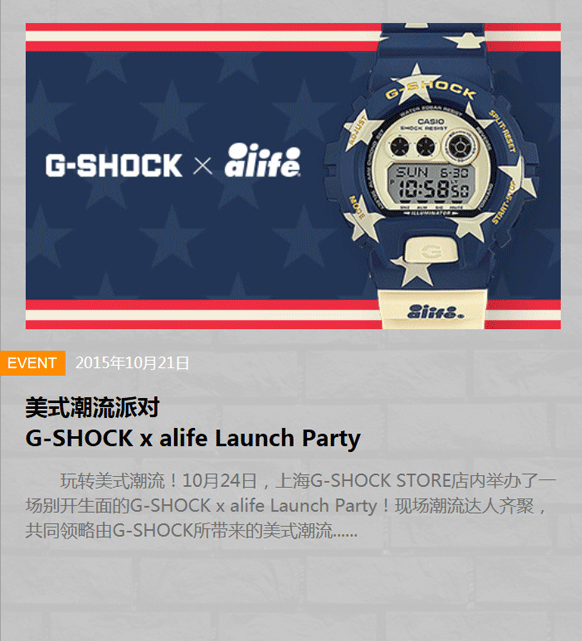 G-SHOCK × alife
G-SHOCK
WATER 20BAR RESIST
CASIO
SHOCK RESIST
ADJUST
SPLIT·RESET
SUN 6-30
10:58 50
MODE
START·STOP
ILLUMINATOR
G
alife
EVENT 2015年10月21日
美式潮流派对
G-SHOCK x alife Launch Party
玩转美式潮流！10月24日，上海G-SHOCK STORE店内举办了一
场别开生面的G-SHOCK x alife Launch Party！现场潮流达人齐聚，
共同领略由G-SHOCK所带来的美式潮流......